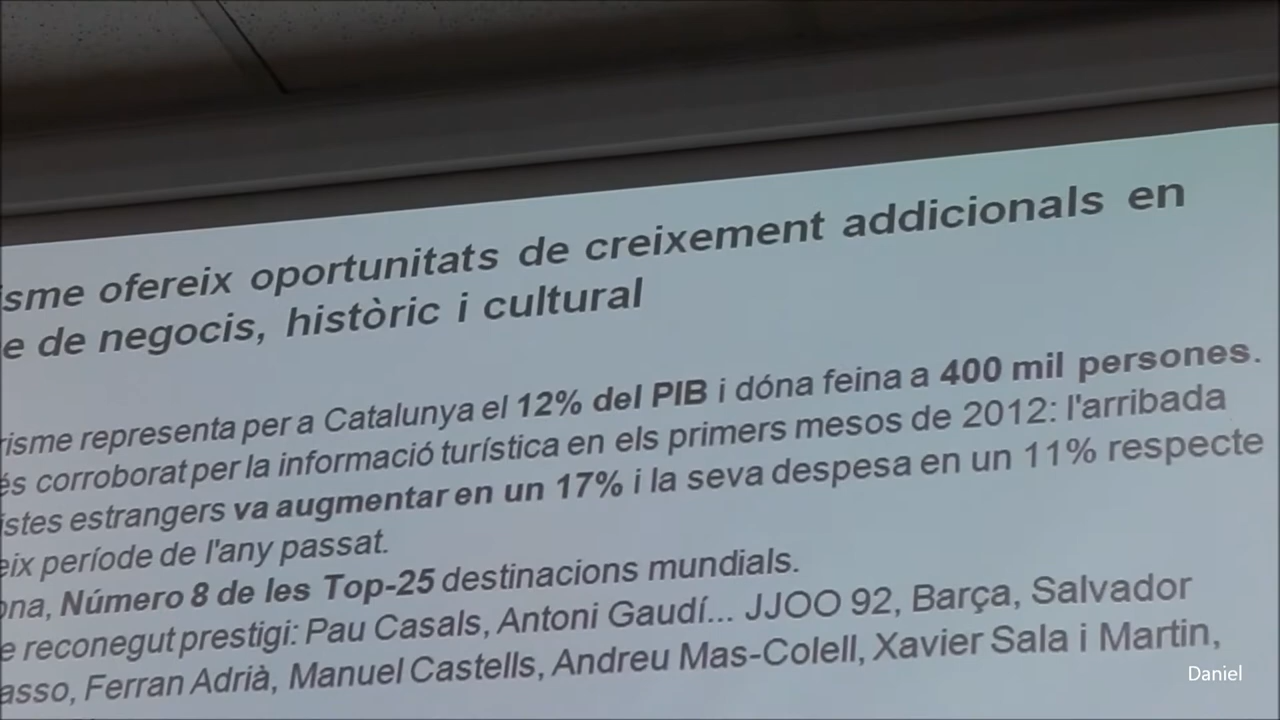 isme ofereix oportunitats de creixement addicionals en
e de negocis, històric i cultural
risme representa per a Catalunya el 12% del PIB i dóna feina a 400 mil persones.
és corroborat per la informació turística en els primers mesos de 2012: l'arribada
istes estrangers va augmentar en un 17% i la seva despesa en un 11% respecte
eix període de l'any passat.
ona, Número 8 de les Top-25 destinacions mundials.
e reconegut prestigi: Pau Casals, Antoni Gaudí... JJOO 92, Barça, Salvador
asso, Ferran Adrià, Manuel Castells, Andreu Mas-Colell, Xavier Sala i Martin,
Daniel